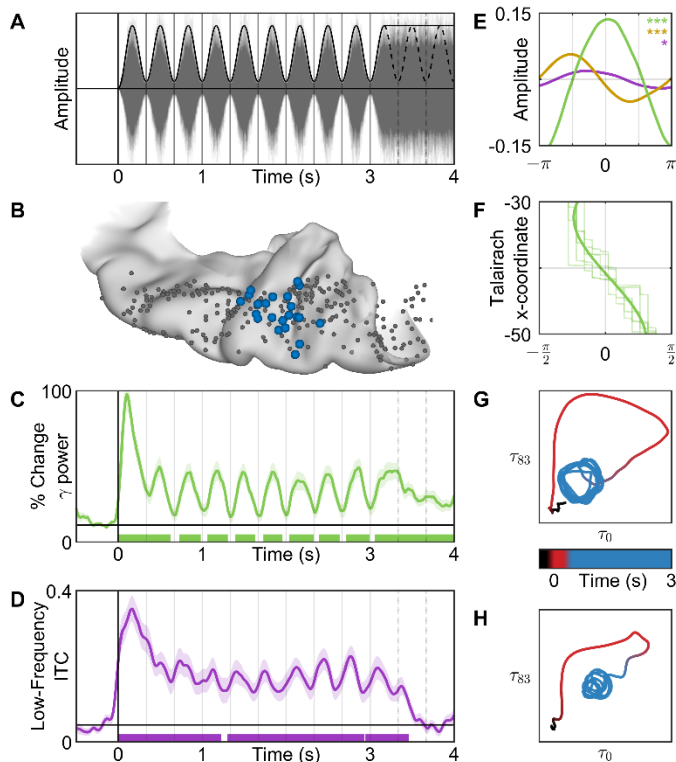 A
Amplitude
0
1
Time (s)
3
4
B
C
100
% Change
γ power
0
0
1
Time (s)
3
4
D
0.4
Low-Frequency
ITC
0
0
1
Time (s)
3
4
E
0.15
***
***
*
Amplitude
-0.15
−π
0
π
F
-30
Talairach
x-coordinate
-50
−π/2
0
π/2
G
τ83
τ0
0
Time (s)
3
H
τ83
τ0